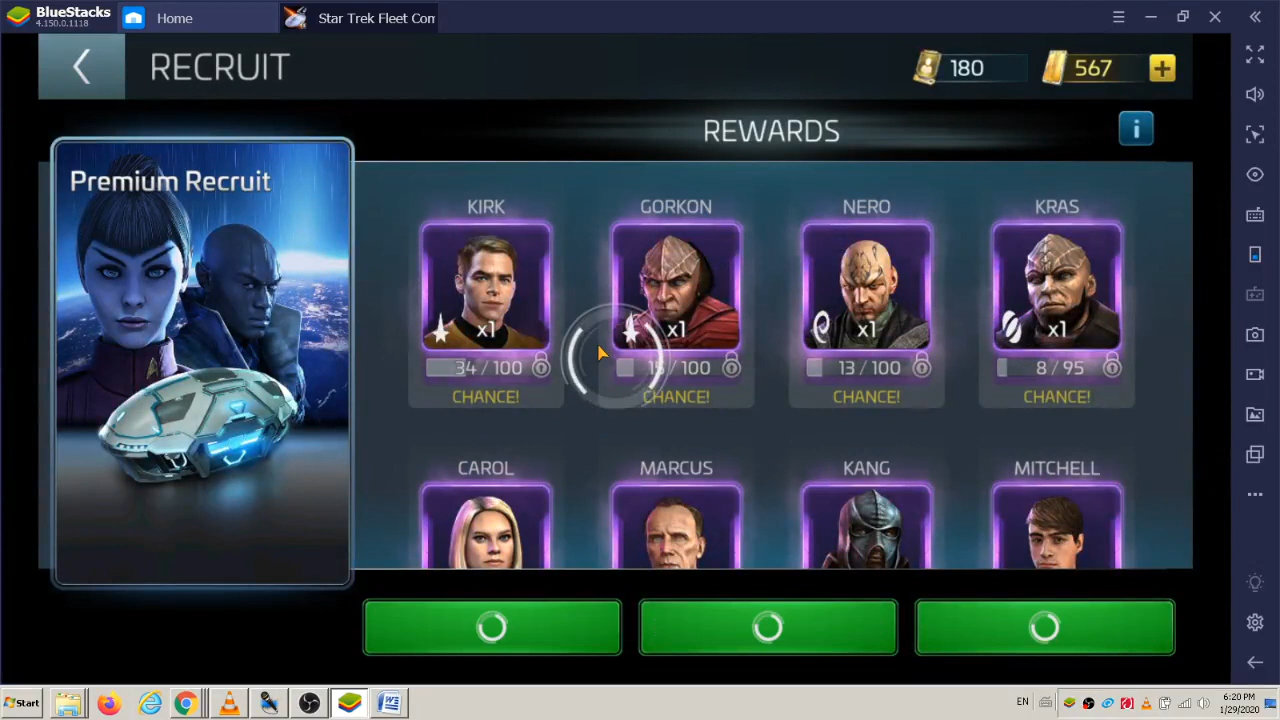 BlueStacks
4.150.0.1118
Home
Star Trek Fleet Con
RECRUIT
180
567
REWARDS
Premium Recruit
KIRK
GORKON
NERO
KRAS
x1
x1
x1
x1
34 / 100
/ 100
13 / 100
8 / 95
CHANCE!
CHANCE!
CHANCE!
CHANCE!
CAROL
MARCUS
KANG
MITCHELL
Start
EN
6:20 PM
1/29/2020